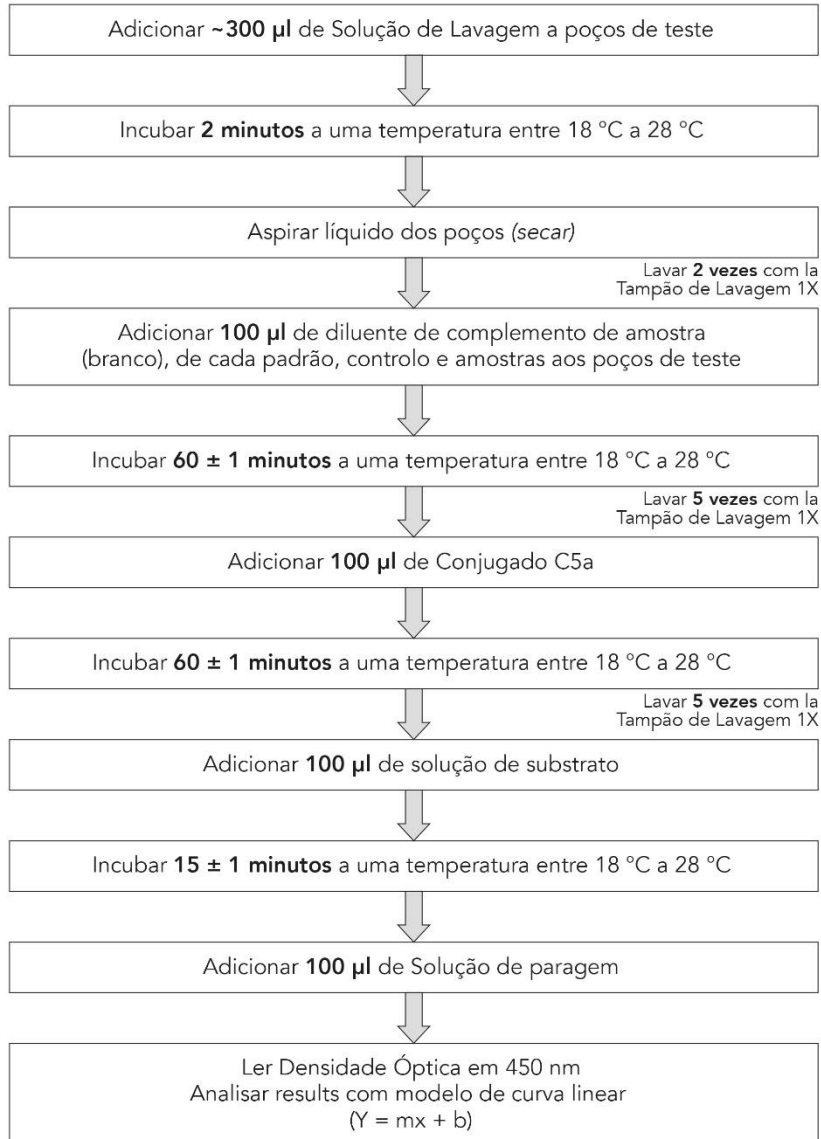 Adicionar ~300 µl de Solução de Lavagem a poços de teste
Incubar 2 minutos a uma temperatura entre 18 °C a 28 °C
Aspirar líquido dos poços (secar)
Lavar 2 vezes com la
Tampão de Lavagem 1X
Adicionar 100 µl de diluente de complemento de amostra
(branco), de cada padrão, controlo e amostras aos poços de teste
Incubar 60 ± 1 minutos a uma temperatura entre 18 °C a 28 °C
Lavar 5 vezes com la
Tampão de Lavagem 1X
Adicionar 100 µl de Conjugado C5a
Incubar 60 ± 1 minutos a uma temperatura entre 18 °C a 28 °C
Lavar 5 vezes com la
Tampão de Lavagem 1X
Adicionar 100 µl de solução de substrato
Incubar 15 ± 1 minutos a uma temperatura entre 18 °C a 28 °C
Adicionar 100 µl de Solução de paragem
Ler Densidade Óptica em 450 nm
Analisar results com modelo de curva linear
(Y = mx + b)